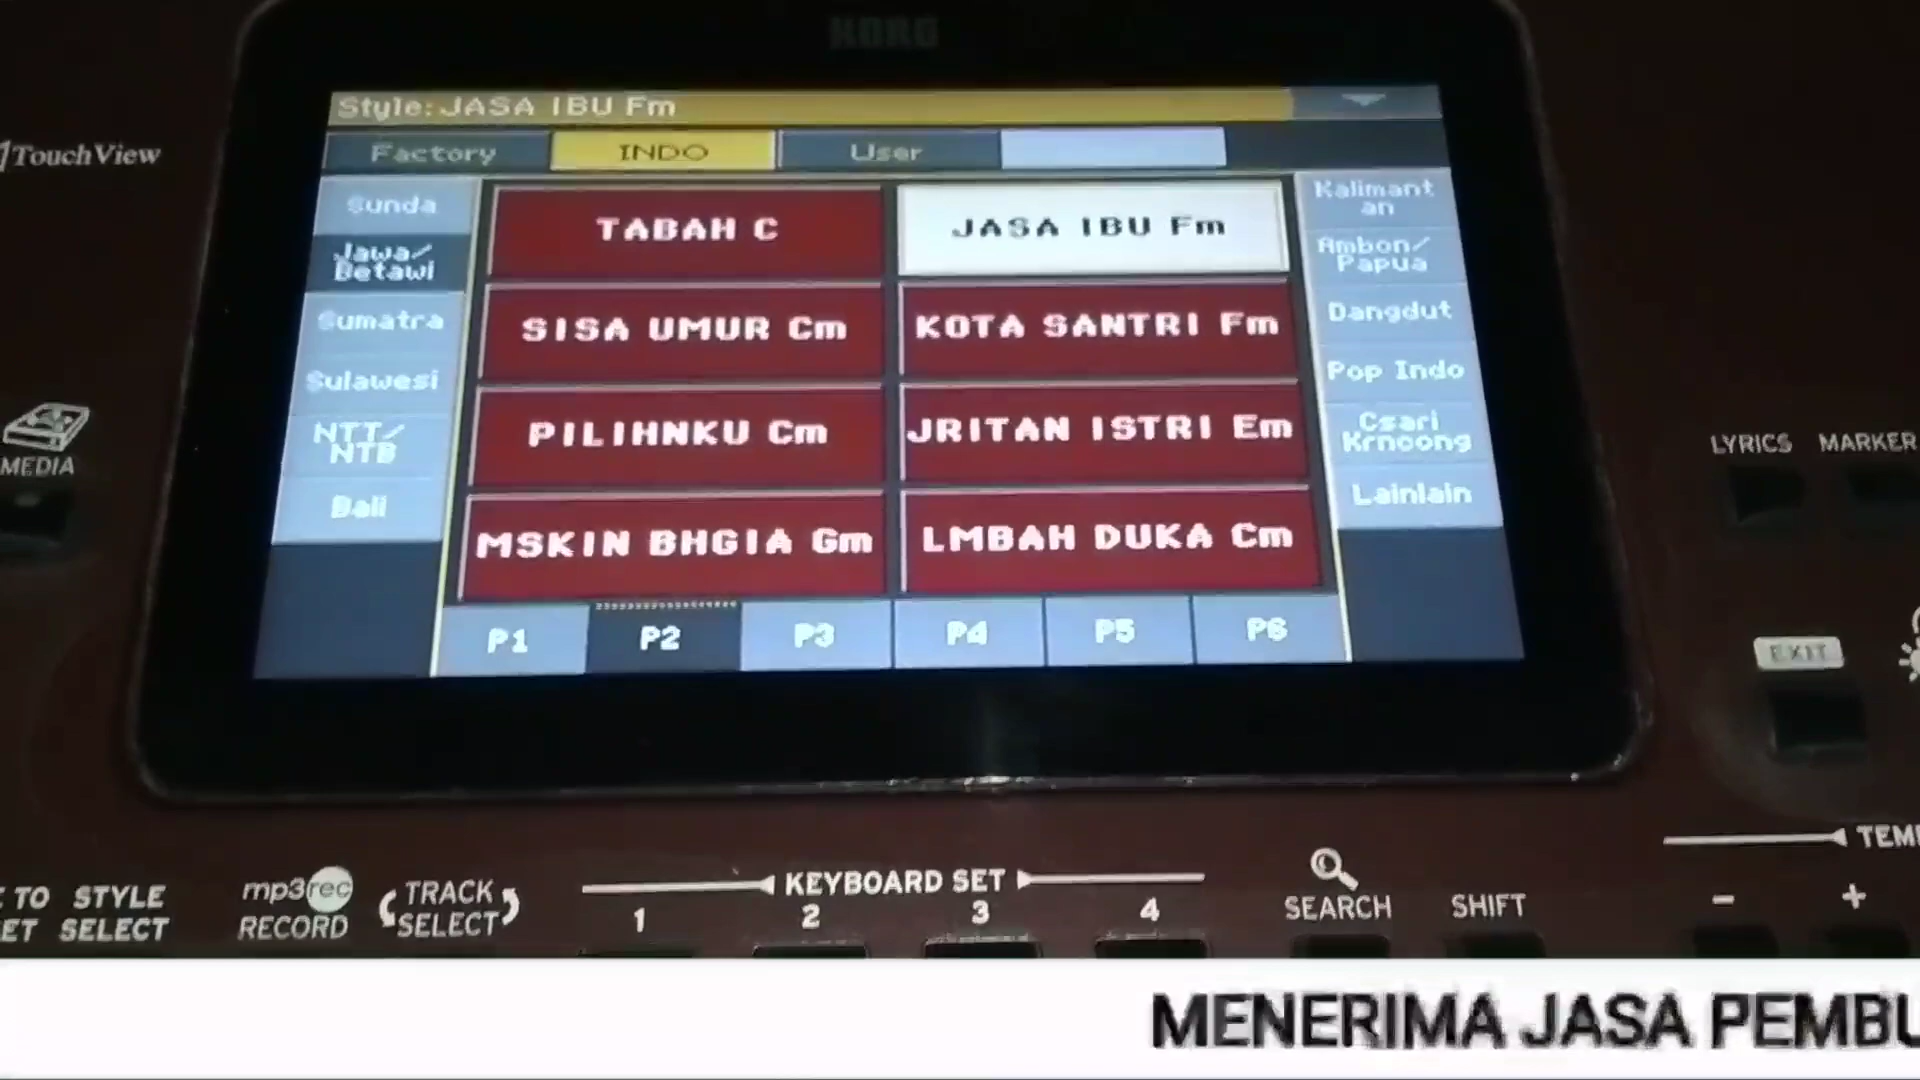 KORG
Style: JASA IBU Fm
TouchView
Factory
INDO
User
Sunda
Jawa/
Betawi
Sumatra
Sulawesi
NTT/
NTB
Bali
TABAH C
JASA IBU Fm
SISA UMUR Cm
KOTA SANTRI Fm
PILIHNKU Cm
JRITAN ISTRI Em
MSKIN BHGIA Gm
LMBAH DUKA Cm
Kalimant
an
Ambon/
Papua
Dangdut
Pop Indo
Csari
Krncong
Lainlain
P1
P2
P3
P4
P5
P6
MEDIA
LYRICS
MARKER
EXIT
TO STYLE
SELECT
mp3rec
RECORD
TRACK
SELECT
KEYBOARD SET
1
2
3
4
SEARCH
SHIFT
- +
MENERIMA JASA